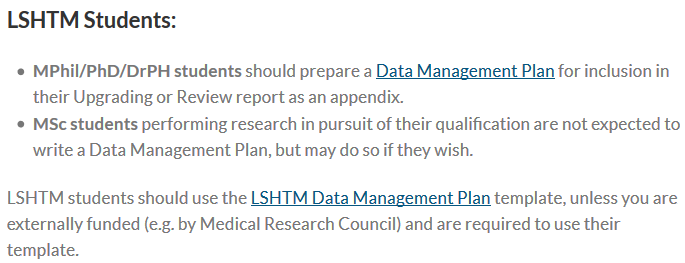 LSHTM Students:
• MPhil/PhD/DrPH students should prepare a Data Management Plan for inclusion in
their Upgrading or Review report as an appendix.
• MSc students performing research in pursuit of their qualification are not expected to
write a Data Management Plan, but may do so if they wish.
LSHTM students should use the LSHTM Data Management Plan template, unless you are
externally funded (e.g. by Medical Research Council) and are required to use their
template.